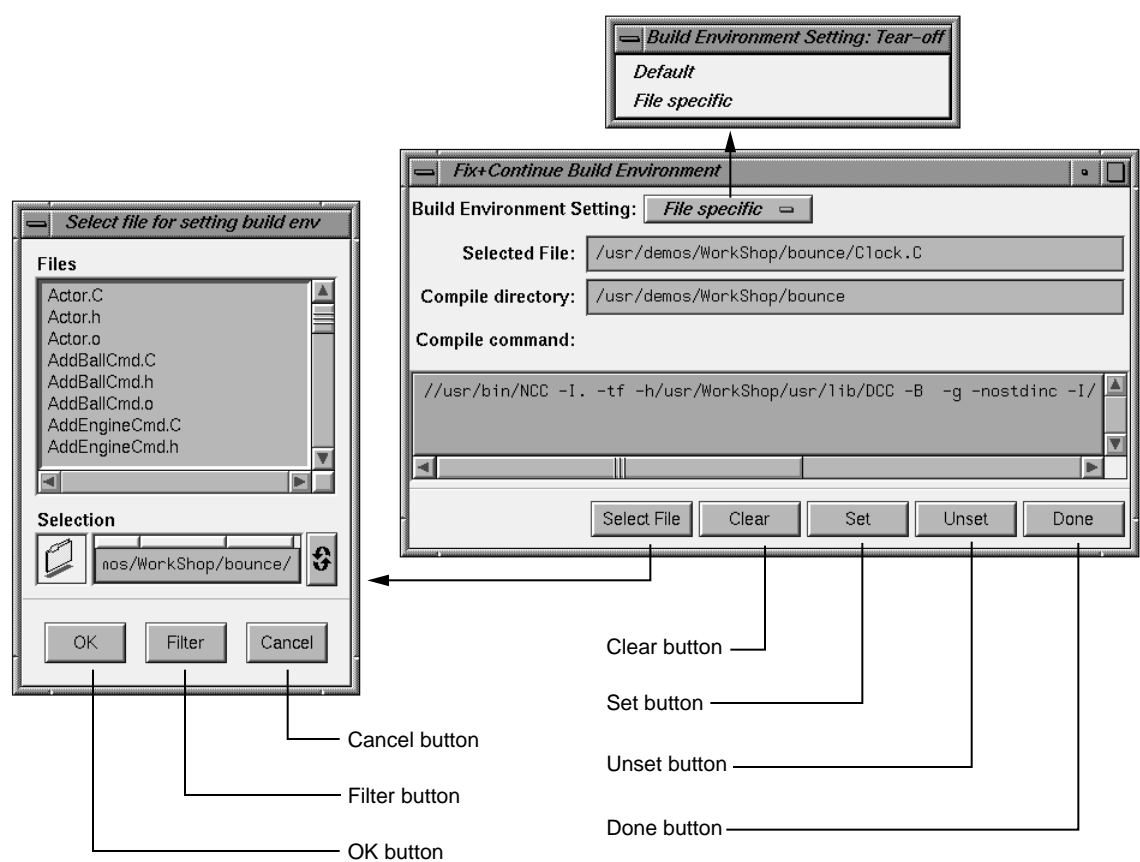 Build Environment Setting: Tear-off
Default
File specific
Fix+Continue Build Environment
Build Environment Setting: File specific
Selected File: /usr/demos/WorkShop/bounce/Clock.C
Compile directory: /usr/demos/WorkShop/bounce
Compile command:
//usr/bin/NCC -I. -tf -h/usr/WorkShop/usr/lib/DCC -B  -g -nostdinc -I/
Select File
Clear
Set
Unset
Done
Select file for setting build env
Files
Actor.C
Actor.h
Actor.o
AddBallCmd.C
AddBallCmd.h
AddBallCmd.o
AddEngineCmd.C
AddEngineCmd.h
Selection
mos/WorkShop/bounce/
OK
Filter
Cancel
Cancel button
Filter button
OK button
Clear button
Set button
Unset button
Done button